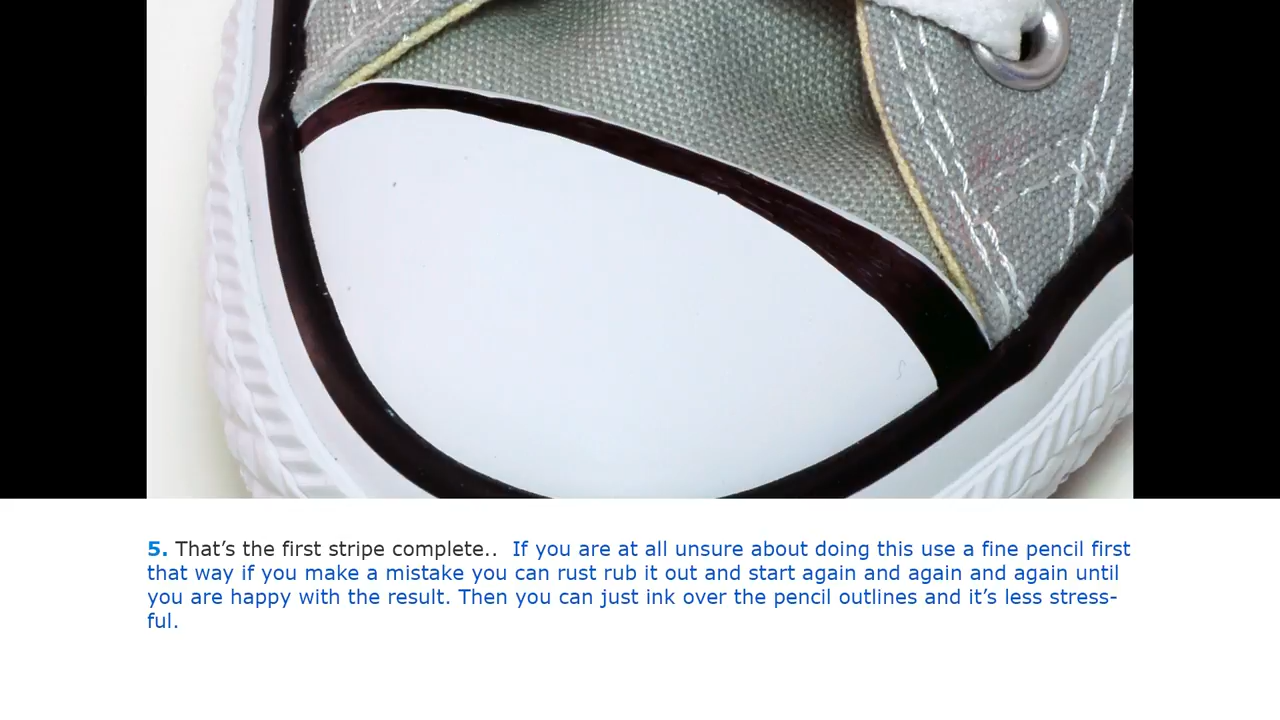 5. That’s the first stripe complete..  If you are at all unsure about doing this use a fine pencil first
that way if you make a mistake you can rust rub it out and start again and again and again until
you are happy with the result. Then you can just ink over the pencil outlines and it’s less stress-
ful.